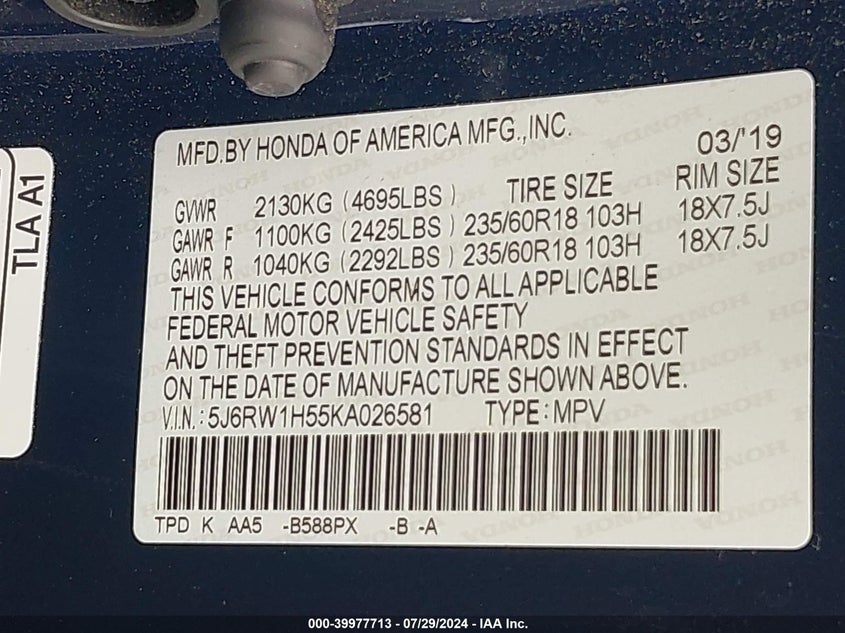 MFD.BY HONDA OF AMERICA MFG.,INC. 03/'19
TIRE SIZE RIM SIZE
GVWR 2130KG (4695LBS)
GAWR F 1100KG (2425LBS) 235/60R18 103H 18X7.5J
GAWR R 1040KG (2292LBS) 235/60R18 103H 18X7.5J
THIS VEHICLE CONFORMS TO ALL APPLICABLE
FEDERAL MOTOR VEHICLE SAFETY
AND THEFT PREVENTION STANDARDS IN EFFECT
ON THE DATE OF MANUFACTURE SHOWN ABOVE.
V.I.N.:5J6RW1H55KA026581 TYPE:MPV
TPD K AA5 -B588PX -B -A
TLA A1
000-39977713 - 07/29/2024 - IAA Inc.